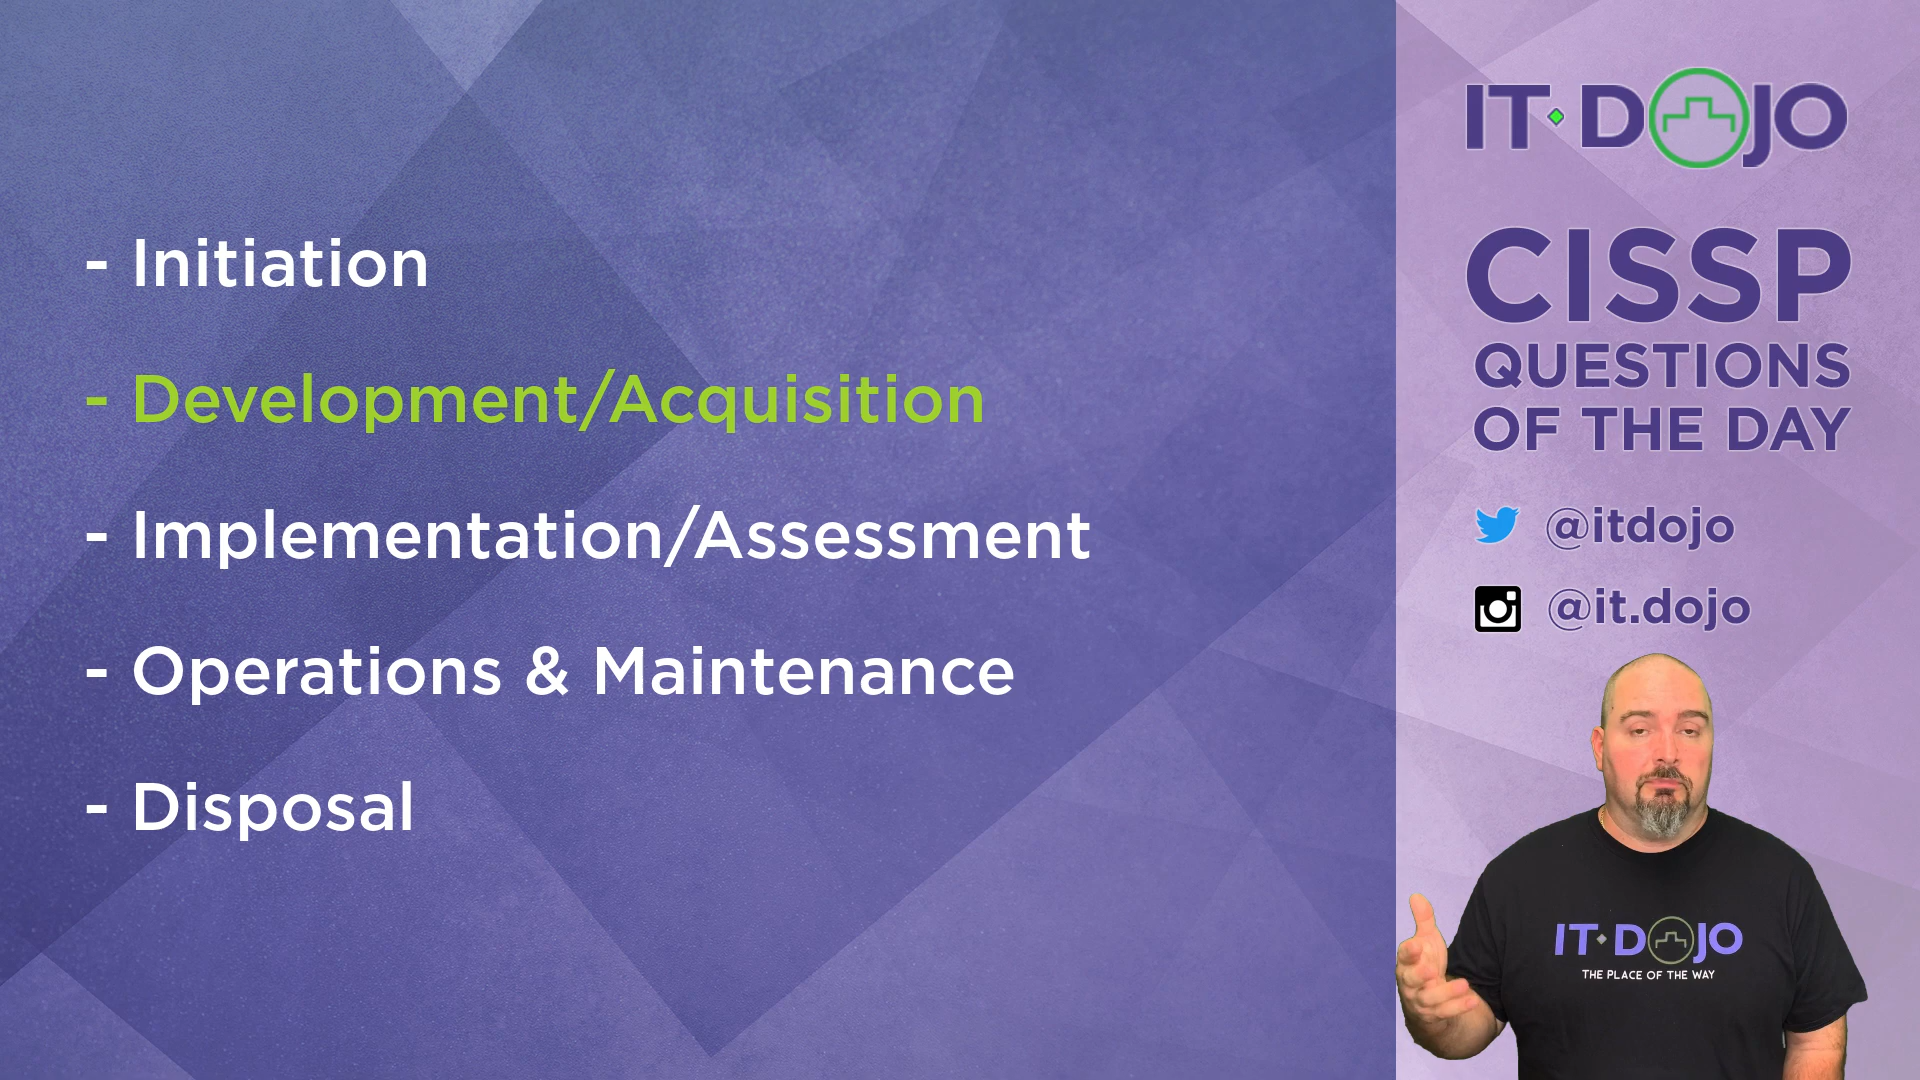 - Initiation
- Development/Acquisition
- Implementation/Assessment
- Operations & Maintenance
- Disposal
IT DOJO
CISSP
QUESTIONS
OF THE DAY
@itdojo
@it.dojo
IT DOJO
THE PLACE OF THE WAY